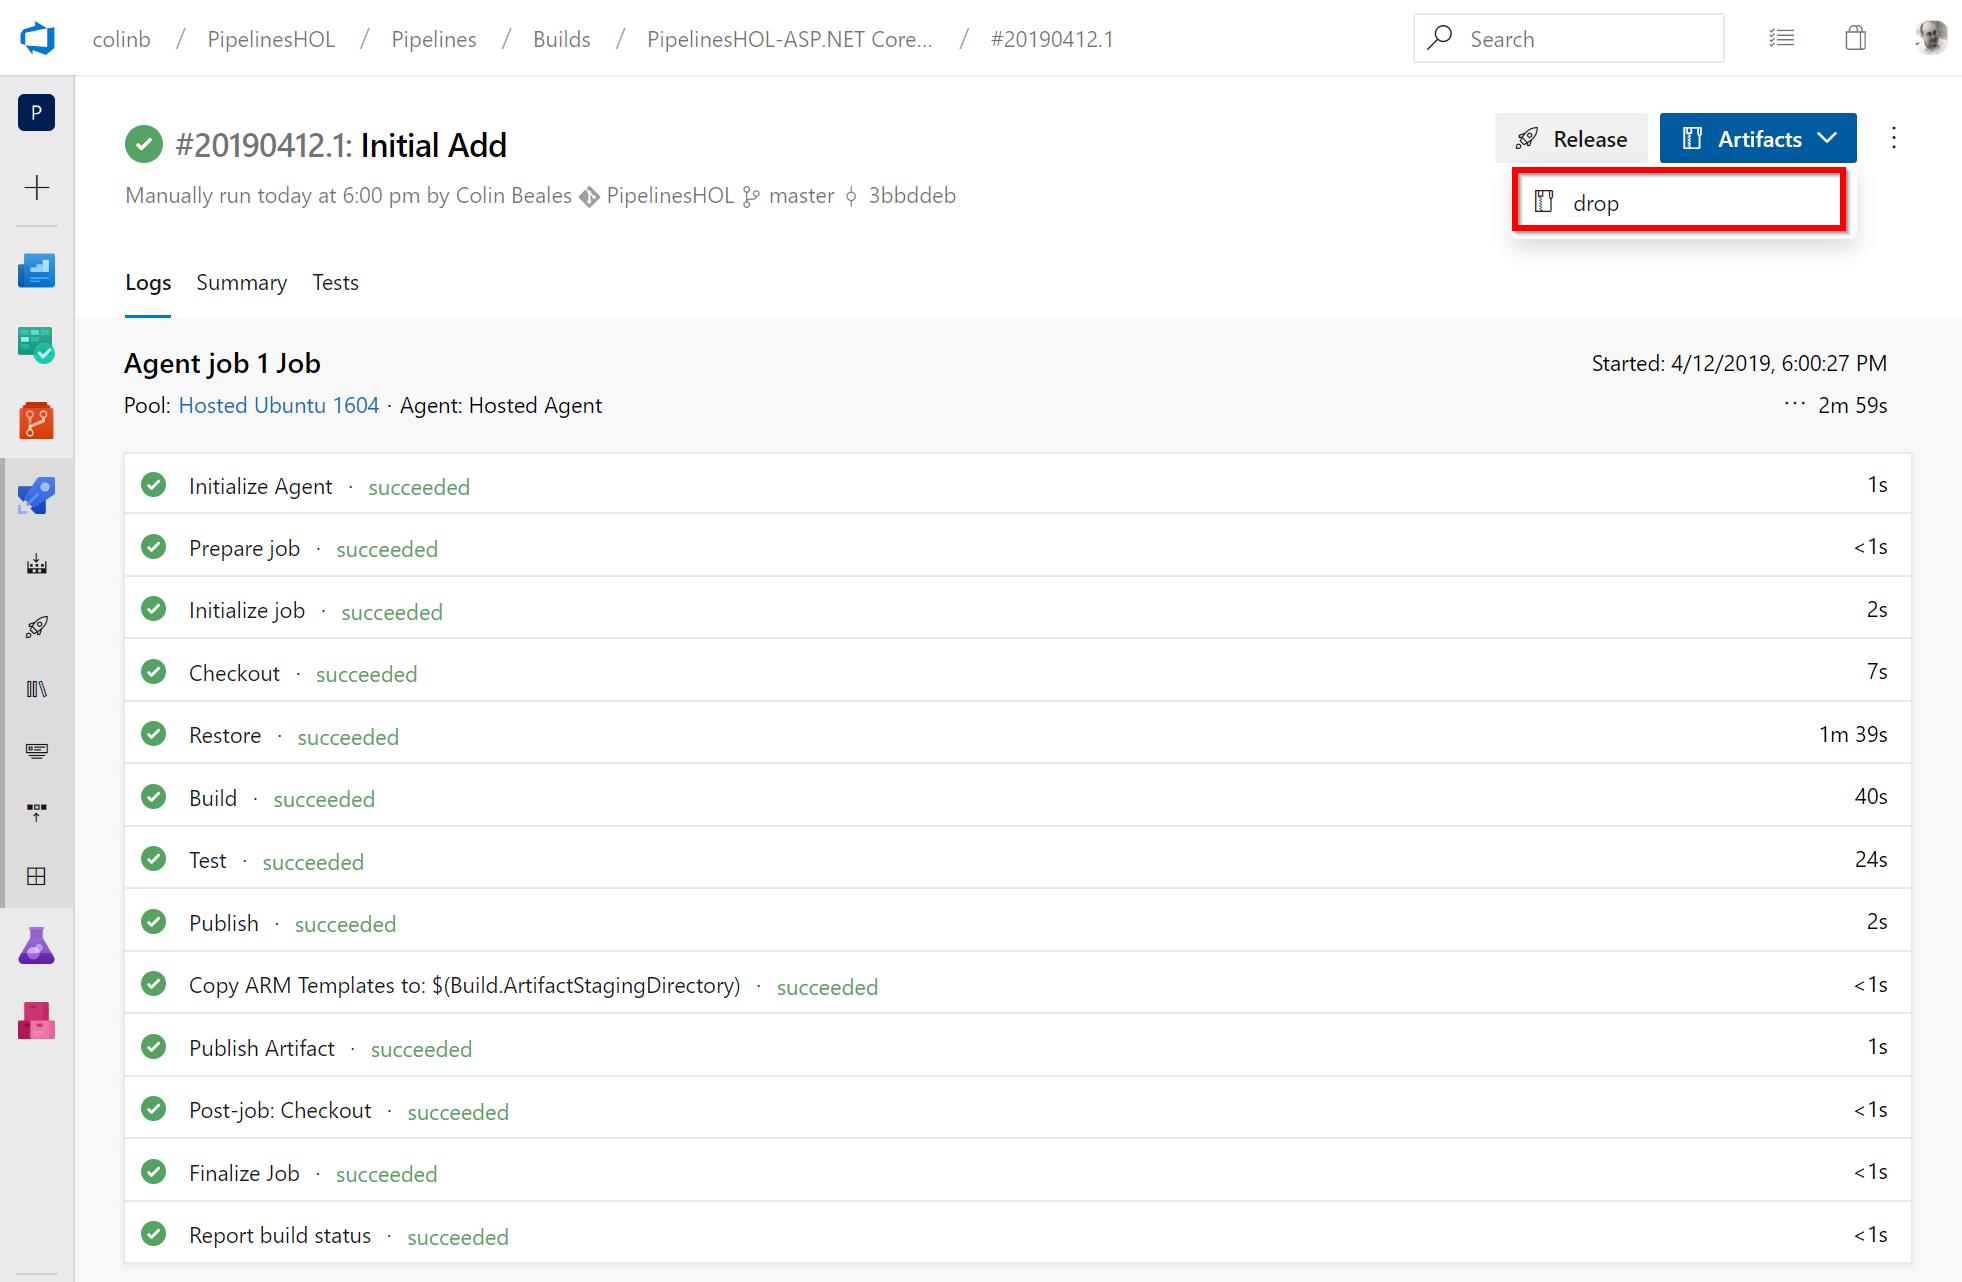 colinb / PipelinesHOL / Pipelines / Builds / PipelinesHOL-ASP.NET Core... / #20190412.1
Search
P
#20190412.1: Initial Add
Release
Artifacts
Manually run today at 6:00 pm by Colin Beales PipelinesHOL master 3bbddeb
drop
Logs Summary Tests
Agent job 1 Job
Started: 4/12/2019, 6:00:27 PM
Pool: Hosted Ubuntu 1604 · Agent: Hosted Agent
··· 2m 59s
Initialize Agent · succeeded 1s
Prepare job · succeeded <1s
Initialize job · succeeded 2s
Checkout · succeeded 7s
Restore · succeeded 1m 39s
Build · succeeded 40s
Test · succeeded 24s
Publish · succeeded 2s
Copy ARM Templates to: $(Build.ArtifactStagingDirectory) · succeeded <1s
Publish Artifact · succeeded 1s
Post-job: Checkout · succeeded <1s
Finalize Job · succeeded <1s
Report build status · succeeded <1s